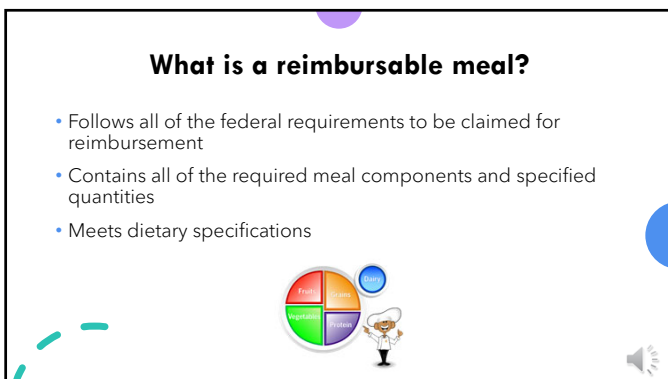 What is a reimbursable meal?
• Follows all of the federal requirements to be claimed for
reimbursement
• Contains all of the required meal components and specified
quantities
• Meets dietary specifications
Dairy
Fruits
Grains
Vegetables
Protein